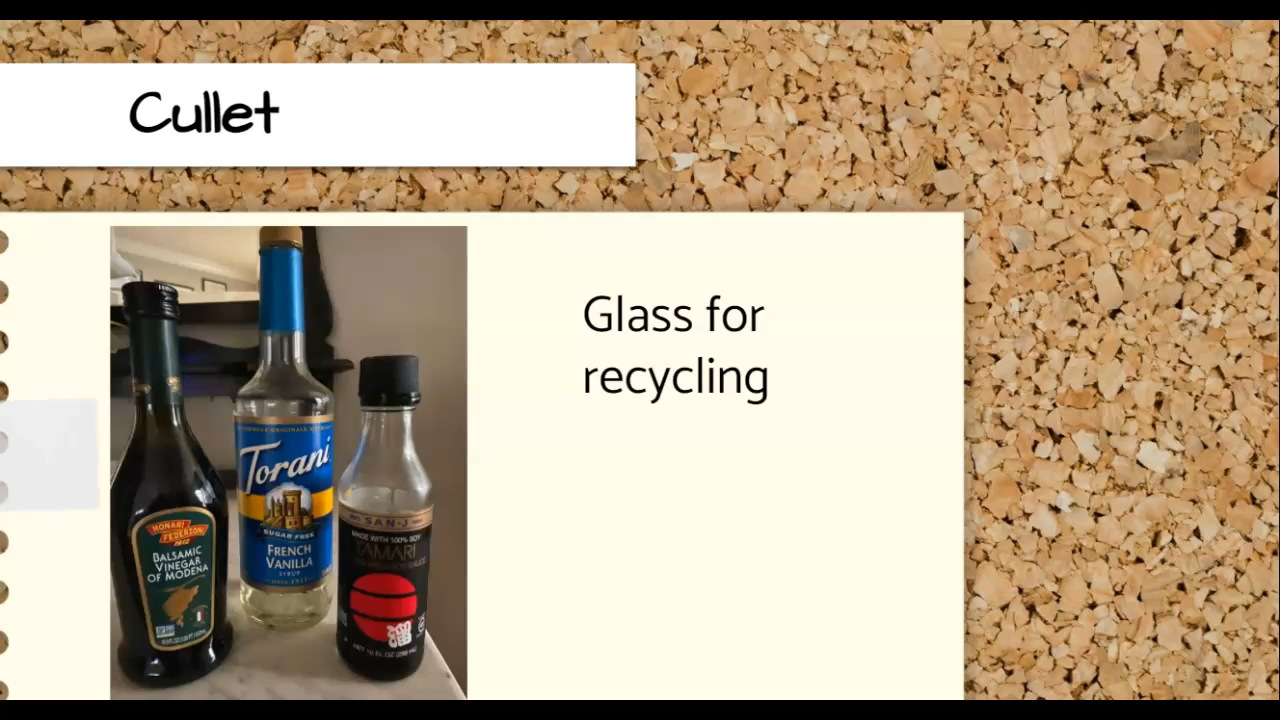 Cullet
Glass for
recycling
MONARI
FEDERZONI
1912
BALSAMIC
VINEGAR
OF MODENA
Torani
SUGAR FREE
FRENCH
VANILLA
SYRUP
SAN-J
MADE WITH 100% SOY
TAMARI